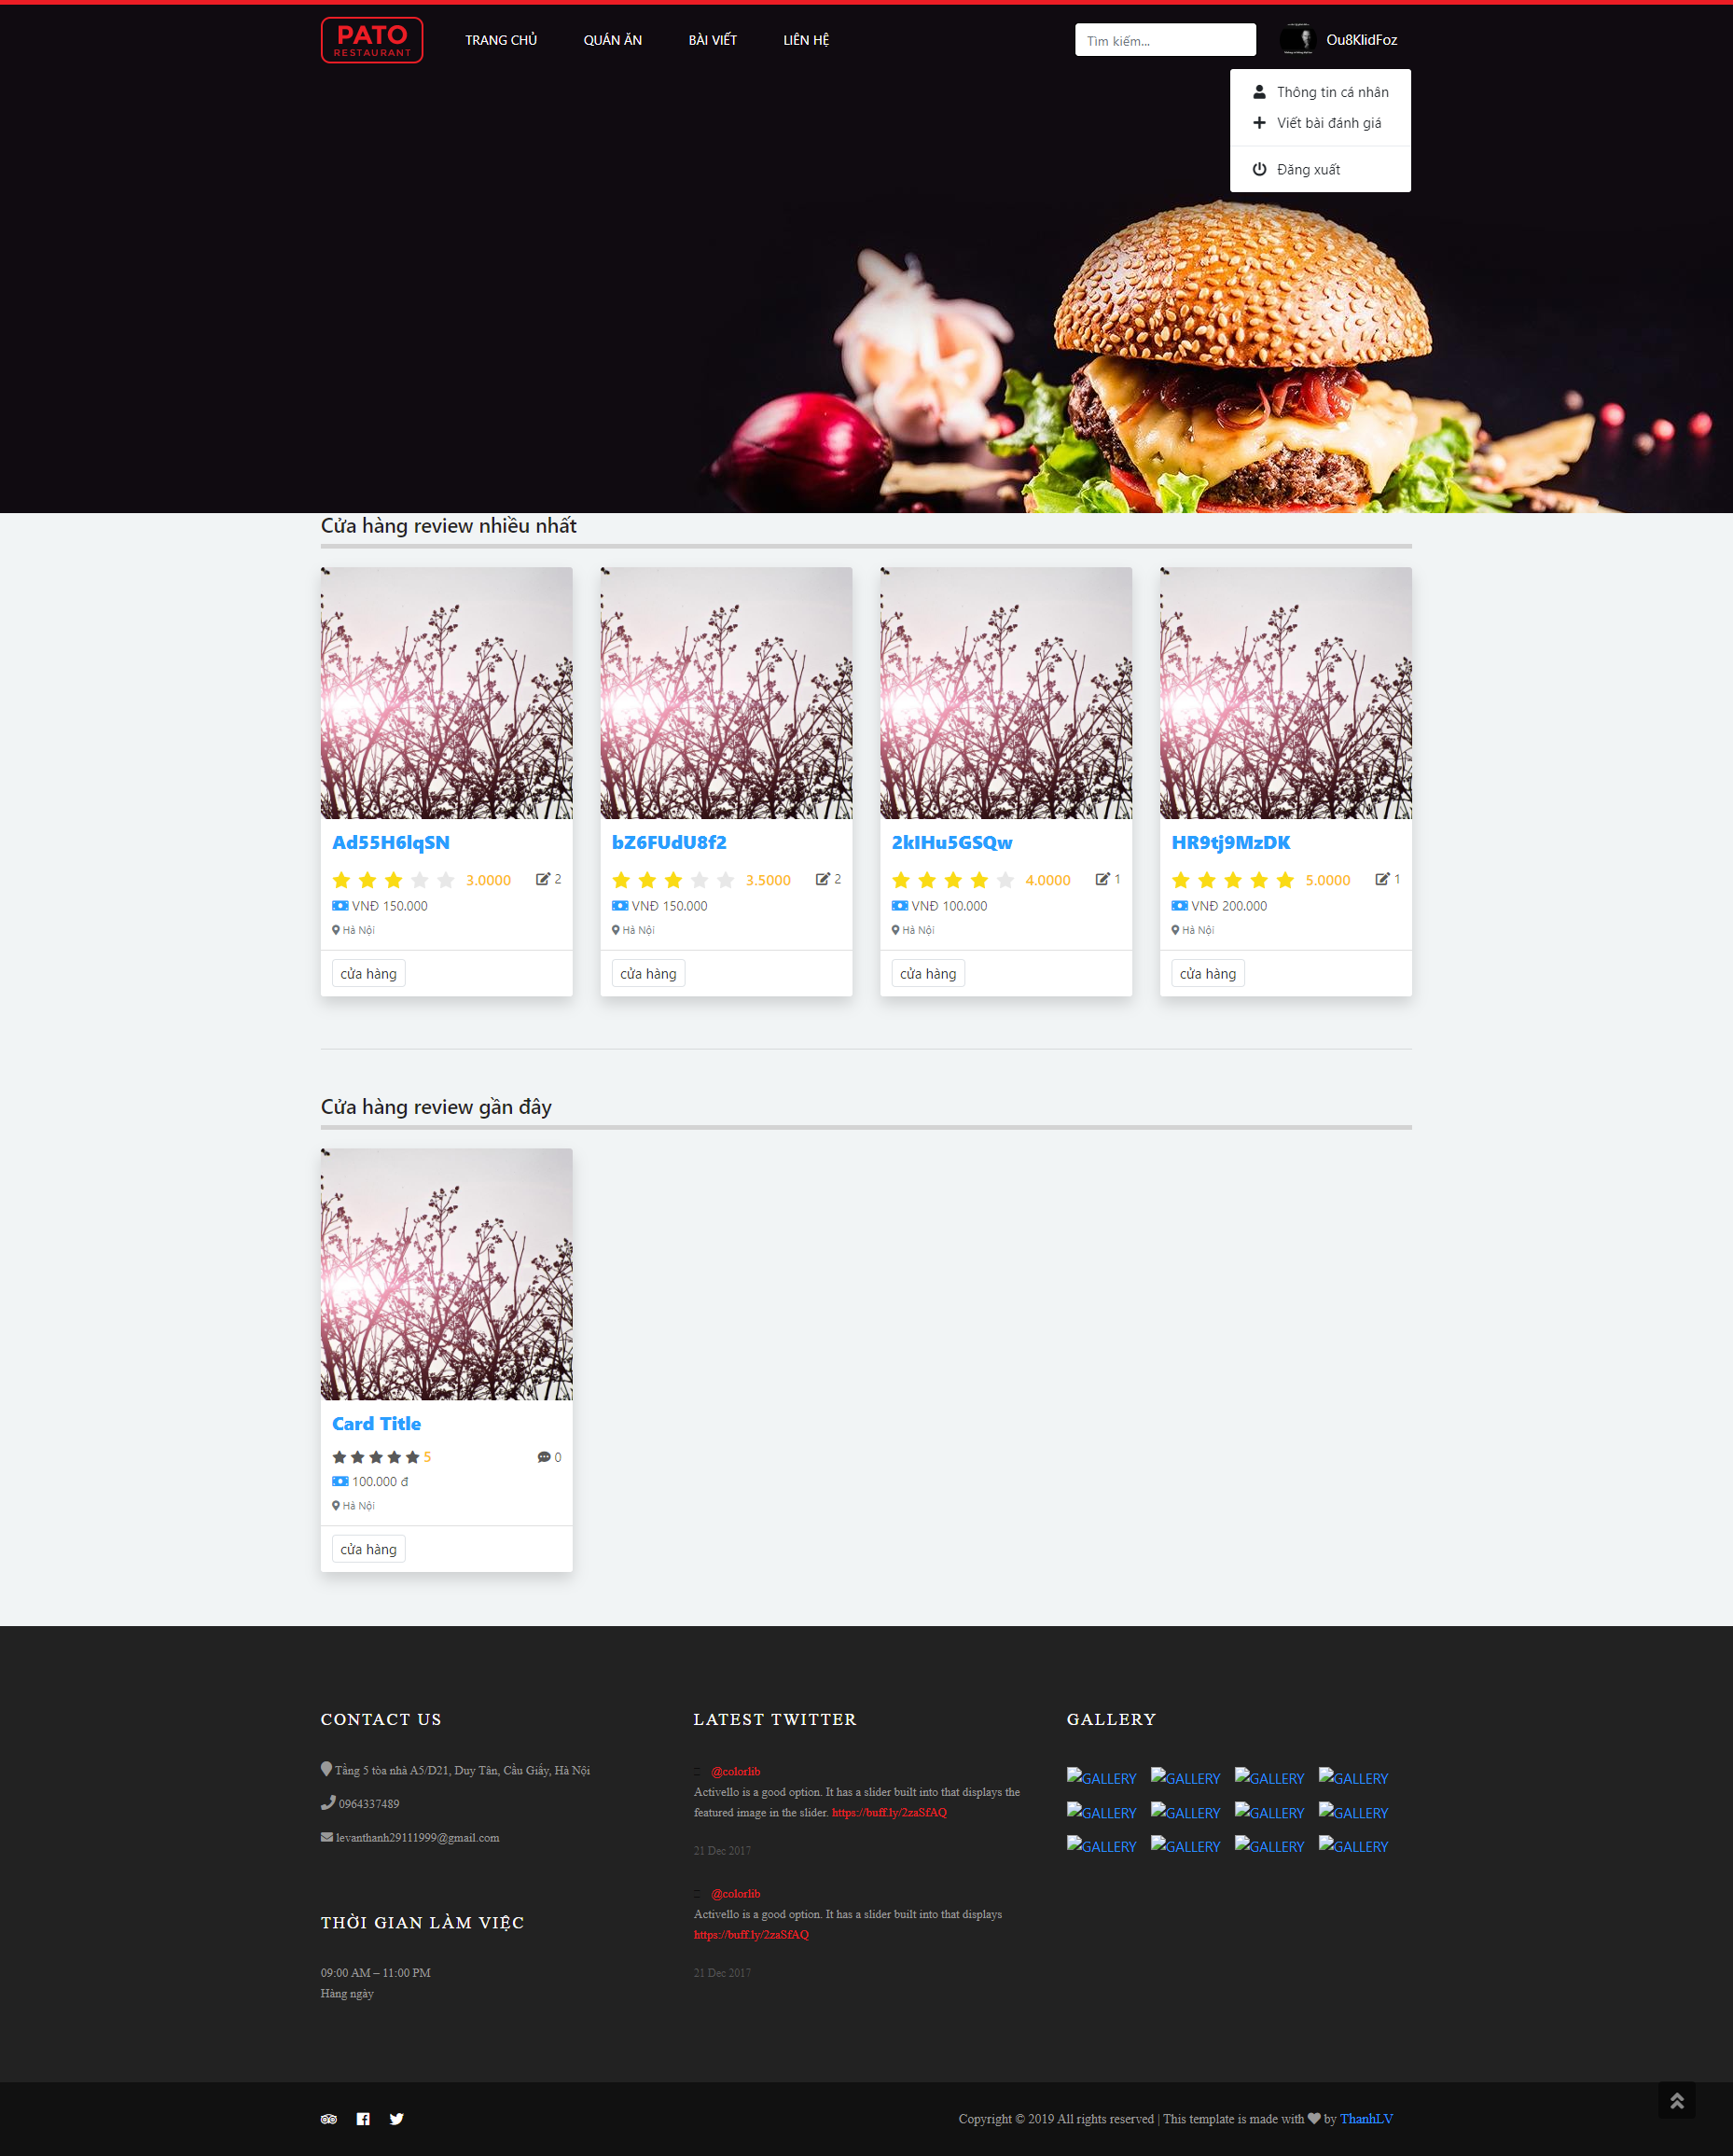 PATO
RESTAURANT
TRANG CHỦ
QUÁN ĂN
BÀI VIẾT
LIÊN HỆ
Tìm kiếm...
Ou8KlidFoz
Thông tin cá nhân
Viết bài đánh giá
Đăng xuất
Cửa hàng review nhiều nhất
Ad55H6lqSN
3.0000 2
VNĐ 150.000
Hà Nội
cửa hàng
bZ6FUdU8f2
3.5000 2
VNĐ 150.000
Hà Nội
cửa hàng
2kIHu5GSQw
4.0000 1
VNĐ 100.000
Hà Nội
cửa hàng
HR9tj9MzDK
5.0000 1
VNĐ 200.000
Hà Nội
cửa hàng
Cửa hàng review gần đây
Card Title
5 0
100.000 đ
Hà Nội
cửa hàng
CONTACT US
Tầng 5 tòa nhà A5/D21, Duy Tân, Cầu Giấy, Hà Nội
0964337489
levanthanh29111999@gmail.com
THỜI GIAN LÀM VIỆC
09:00 AM – 11:00 PM
Hàng ngày
LATEST TWITTER
@colorlib
Activello is a good option. It has a slider built into that displays the
featured image in the slider. https://buff.ly/2zaSfAQ
21 Dec 2017
@colorlib
Activello is a good option. It has a slider built into that displays
https://buff.ly/2zaSfAQ
21 Dec 2017
GALLERY
GALLERY GALLERY GALLERY GALLERY
GALLERY GALLERY GALLERY GALLERY
GALLERY GALLERY GALLERY GALLERY
Copyright © 2019 All rights reserved | This template is made with by ThanhLV